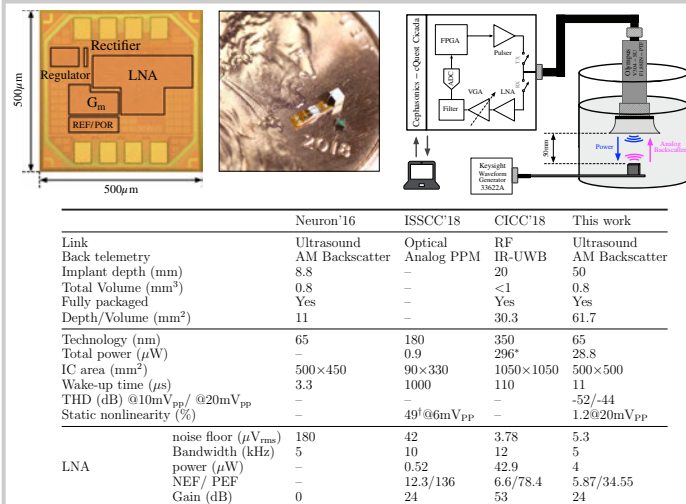 Rectifier
Regulator
LNA
Gm
REF/POR
500µm
500µm
2018
Cephasonics – cQuest Cicada
FPGA
Pulser
TX
RX
ADC
VGA
LNA
Filter
Olympus
50mm
Power
Analog
Backscatter
Keysight
Waveform
Generator
33622A
Neuron'16 ISSCC'18 CICC'18 This work
Link Ultrasound Optical RF Ultrasound
Back telemetry AM Backscatter Analog PPM IR-UWB AM Backscatter
Implant depth (mm) 8.8 – 20 50
Total Volume (mm³) 0.8 – <1 0.8
Fully packaged Yes – Yes Yes
Depth/Volume (mm²) 11 – 30.3 61.7
Technology (nm) 65 180 350 65
Total power (µW) – 0.9 296* 28.8
IC area (mm²) 500×450 90×330 1050×1050 500×500
Wake-up time (µs) 3.3 1000 110 11
THD (dB) @10mVpp/ @20mVpp – – – -52/-44
Static nonlinearity (%) – 49†@6mVPP – 1.2@20mVPP
noise floor (µVrms) 180 42 3.78 5.3
Bandwidth (kHz) 5 10 12 5
LNA power (µW) – 0.52 42.9 4
NEF/ PEF – 12.3/136 6.6/78.4 5.87/34.55
Gain (dB) 0 24 53 24